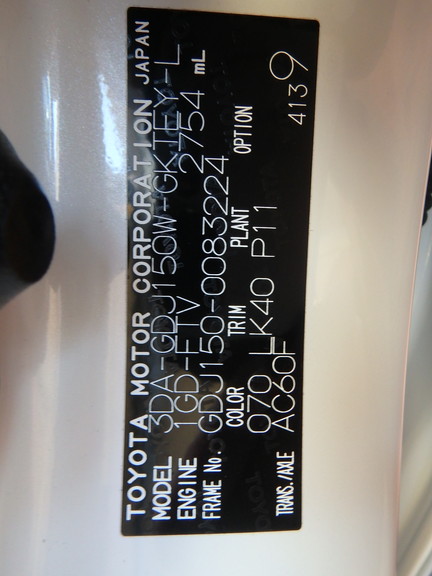 TOYOTA MOTOR CORPORATION JAPAN
MODEL 3DA-GDJ150W-GKTEY-L
ENGINE 1GD-FTV 2754 mL
FRAME No. GDJ150-0083224
COLOR TRIM PLANT OPTION
070 LK40 P11
TRANS./AXLE AC60F 4139